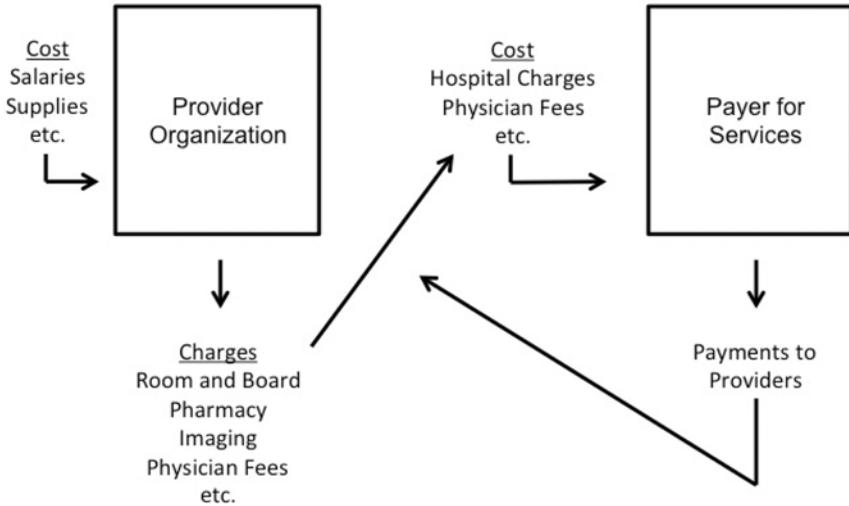 Cost
Salaries
Supplies
etc.
Provider
Organization
Cost
Hospital Charges
Physician Fees
etc.
Payer for
Services
Charges
Room and Board
Pharmacy
Imaging
Physician Fees
etc.
Payments to
Providers